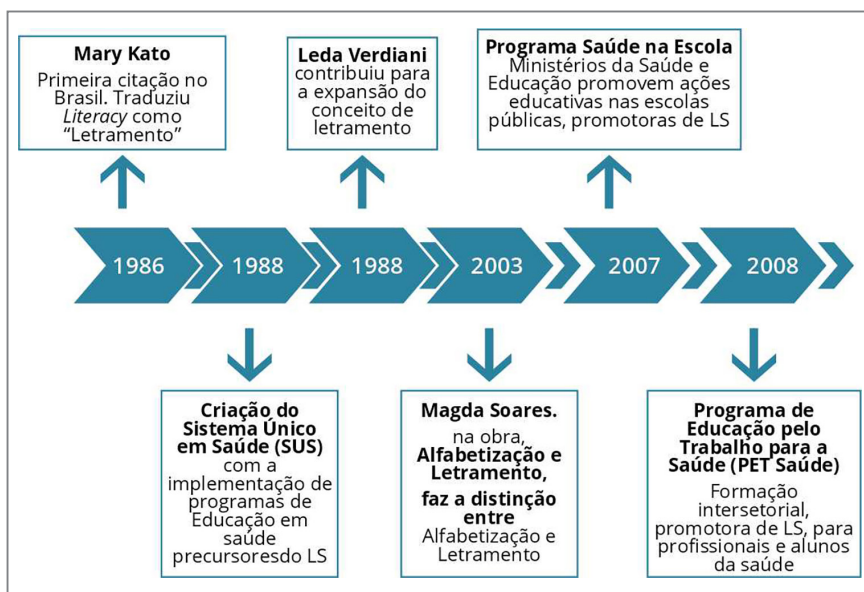 Mary Kato
Primeira citação no
Brasil. Traduziu
Literacy como
“Letramento”
Leda Verdiani
contribuiu para
a expansão do
conceito de
letramento
Programa Saúde na Escola
Ministérios da Saúde e
Educação promovem ações
educativas nas escolas
públicas, promotoras de LS
1986
1988
1988
2003
2007
2008
Criação do
Sistema Único
em Saúde (SUS)
com a
implementação de
programas de
Educação em
saúde
precursoresdo LS
Magda Soares.
na obra,
Alfabetização e
Letramento,
faz a distinção
entre
Alfabetização e
Letramento
Programa de
Educação pelo
Trabalho para a
Saúde (PET Saúde)
Formação
intersetorial,
promotora de LS, para
profissionais e alunos
da saúde